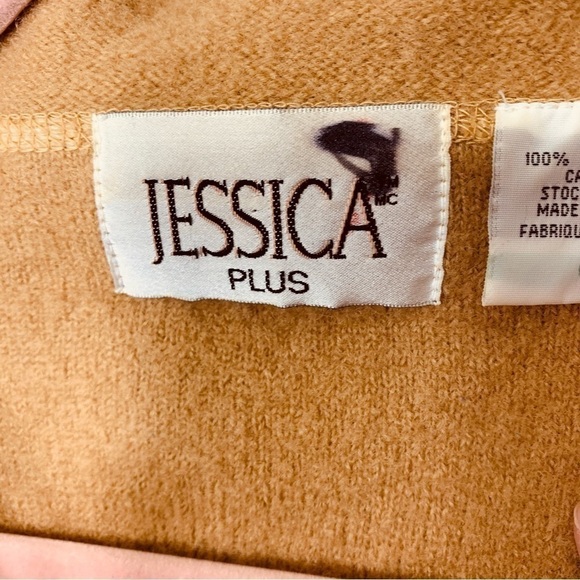 JESSICA
PLUS
MC
100%
CA
STOC
MADE
FABRIQU